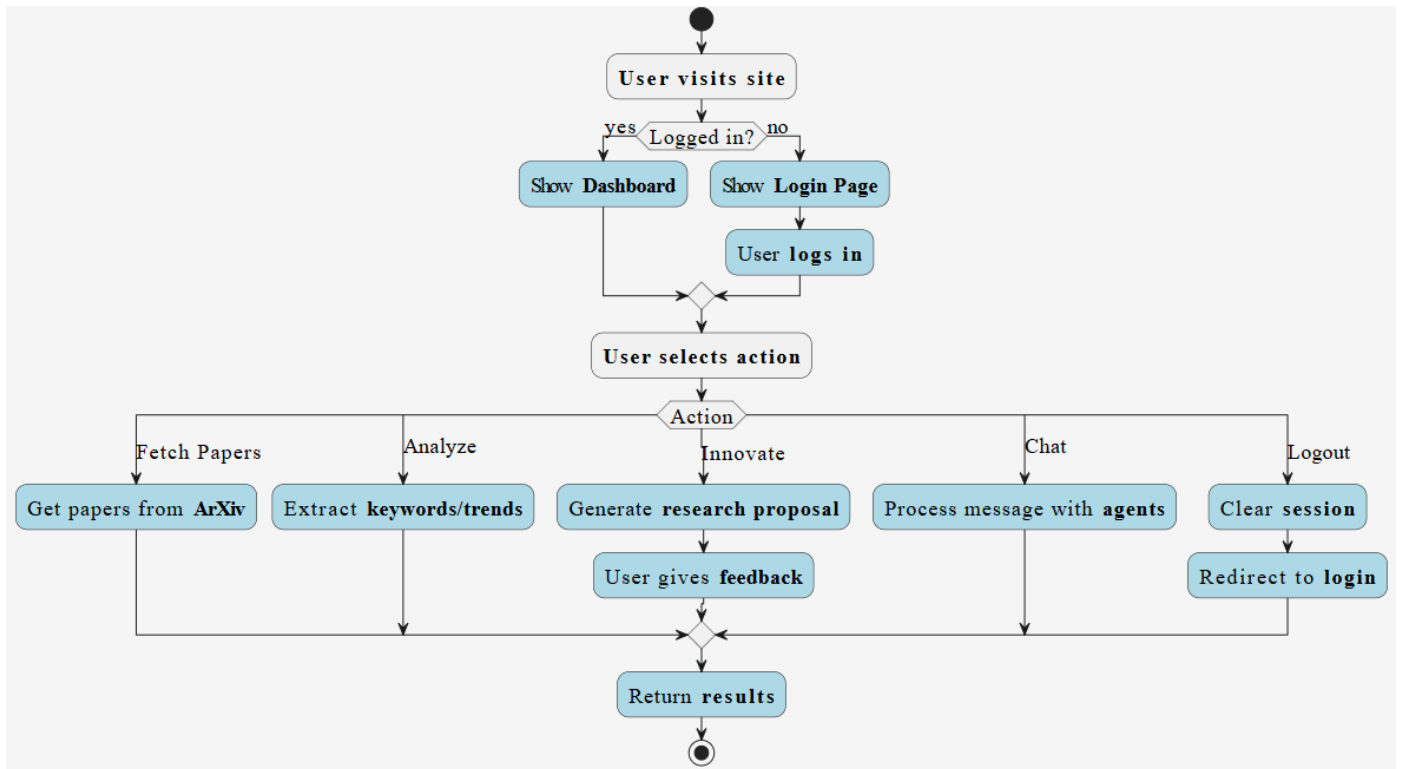 User visits site
yes
Logged in?
no
Show Dashboard
Show Login Page
User logs in
User selects action
Action
Fetch Papers
Analyze
Innovate
Chat
Logout
Get papers from ArXiv
Extract keywords/trends
Generate research proposal
Process message with agents
Clear session
User gives feedback
Redirect to login
Return results